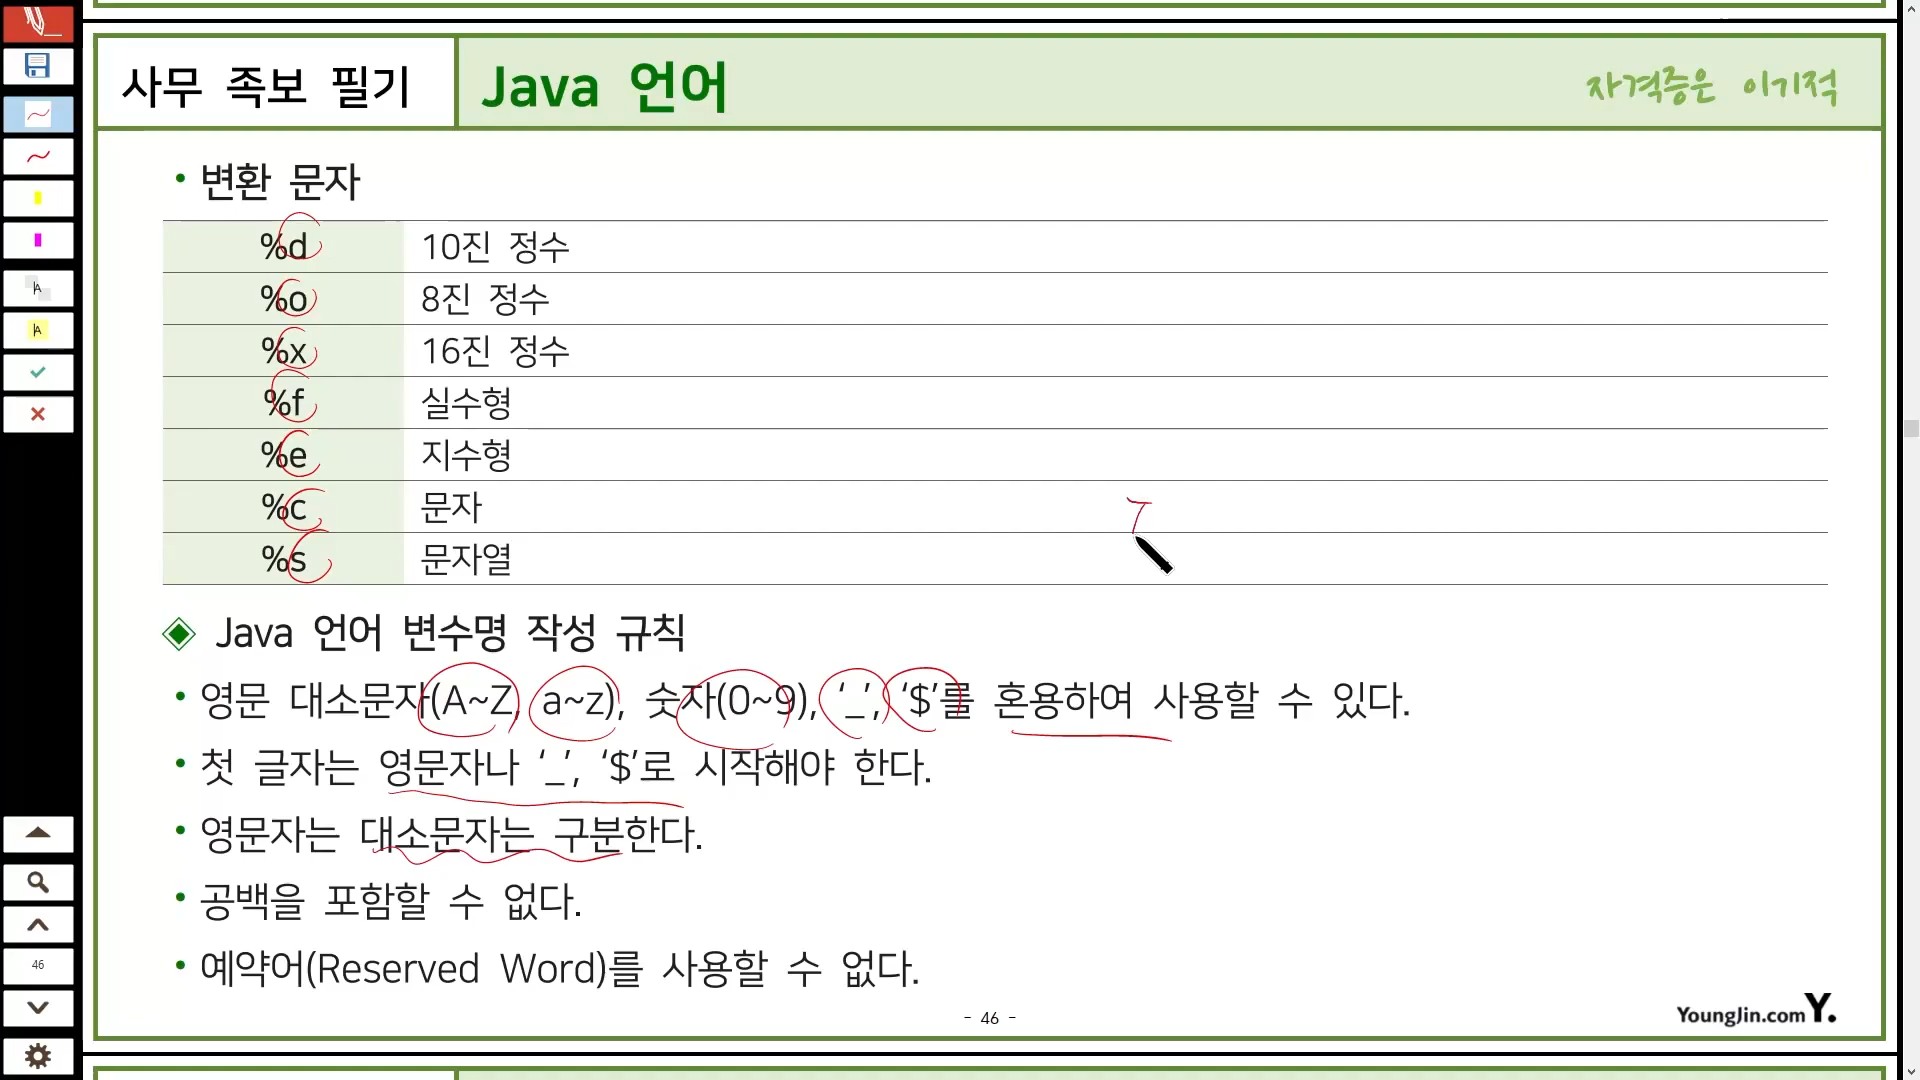 사무 족보 필기
Java 언어
자격증은 이기적
• 변환 문자
%d 10진 정수
%o 8진 정수
%x 16진 정수
%f 실수형
%e 지수형
%c 문자
%s 문자열
Java 언어 변수명 작성 규칙
• 영문 대소문자(A~Z, a~z), 숫자(0~9), ‘_’, ‘$’를 혼용하여 사용할 수 있다.
• 첫 글자는 영문자나 ‘_’, ‘$’로 시작해야 한다.
• 영문자는 대소문자는 구분한다.
• 공백을 포함할 수 없다.
• 예약어(Reserved Word)를 사용할 수 없다.
- 46 -
YoungJin.com Y.
A
A
46